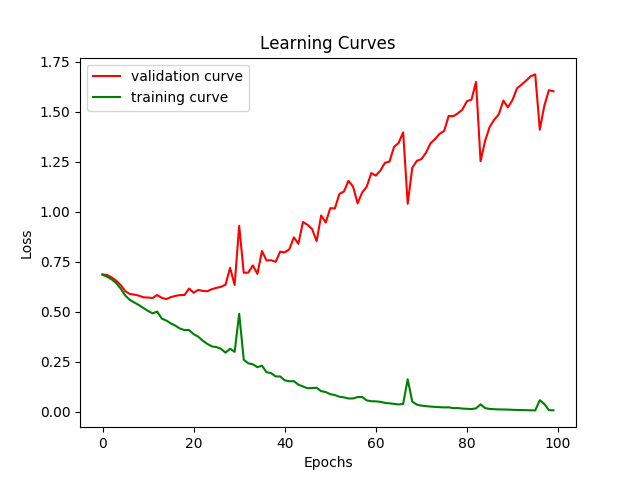 Learning Curves
validation curve
training curve
Loss
1.75
1.50
1.25
1.00
0.75
0.50
0.25
0.00
0 20 40 60 80 100
Epochs